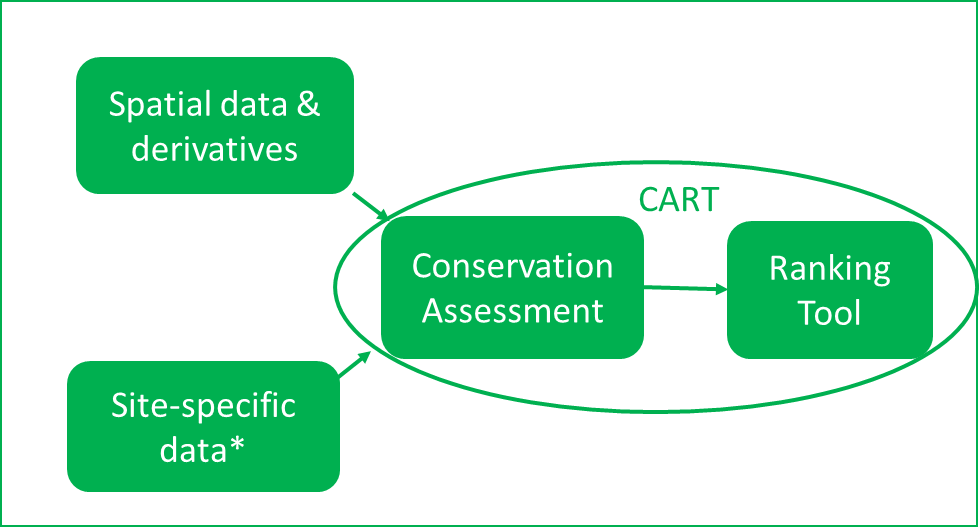 Spatial data &
derivatives
CART
Conservation
Assessment
Ranking
Tool
Site-specific
data*